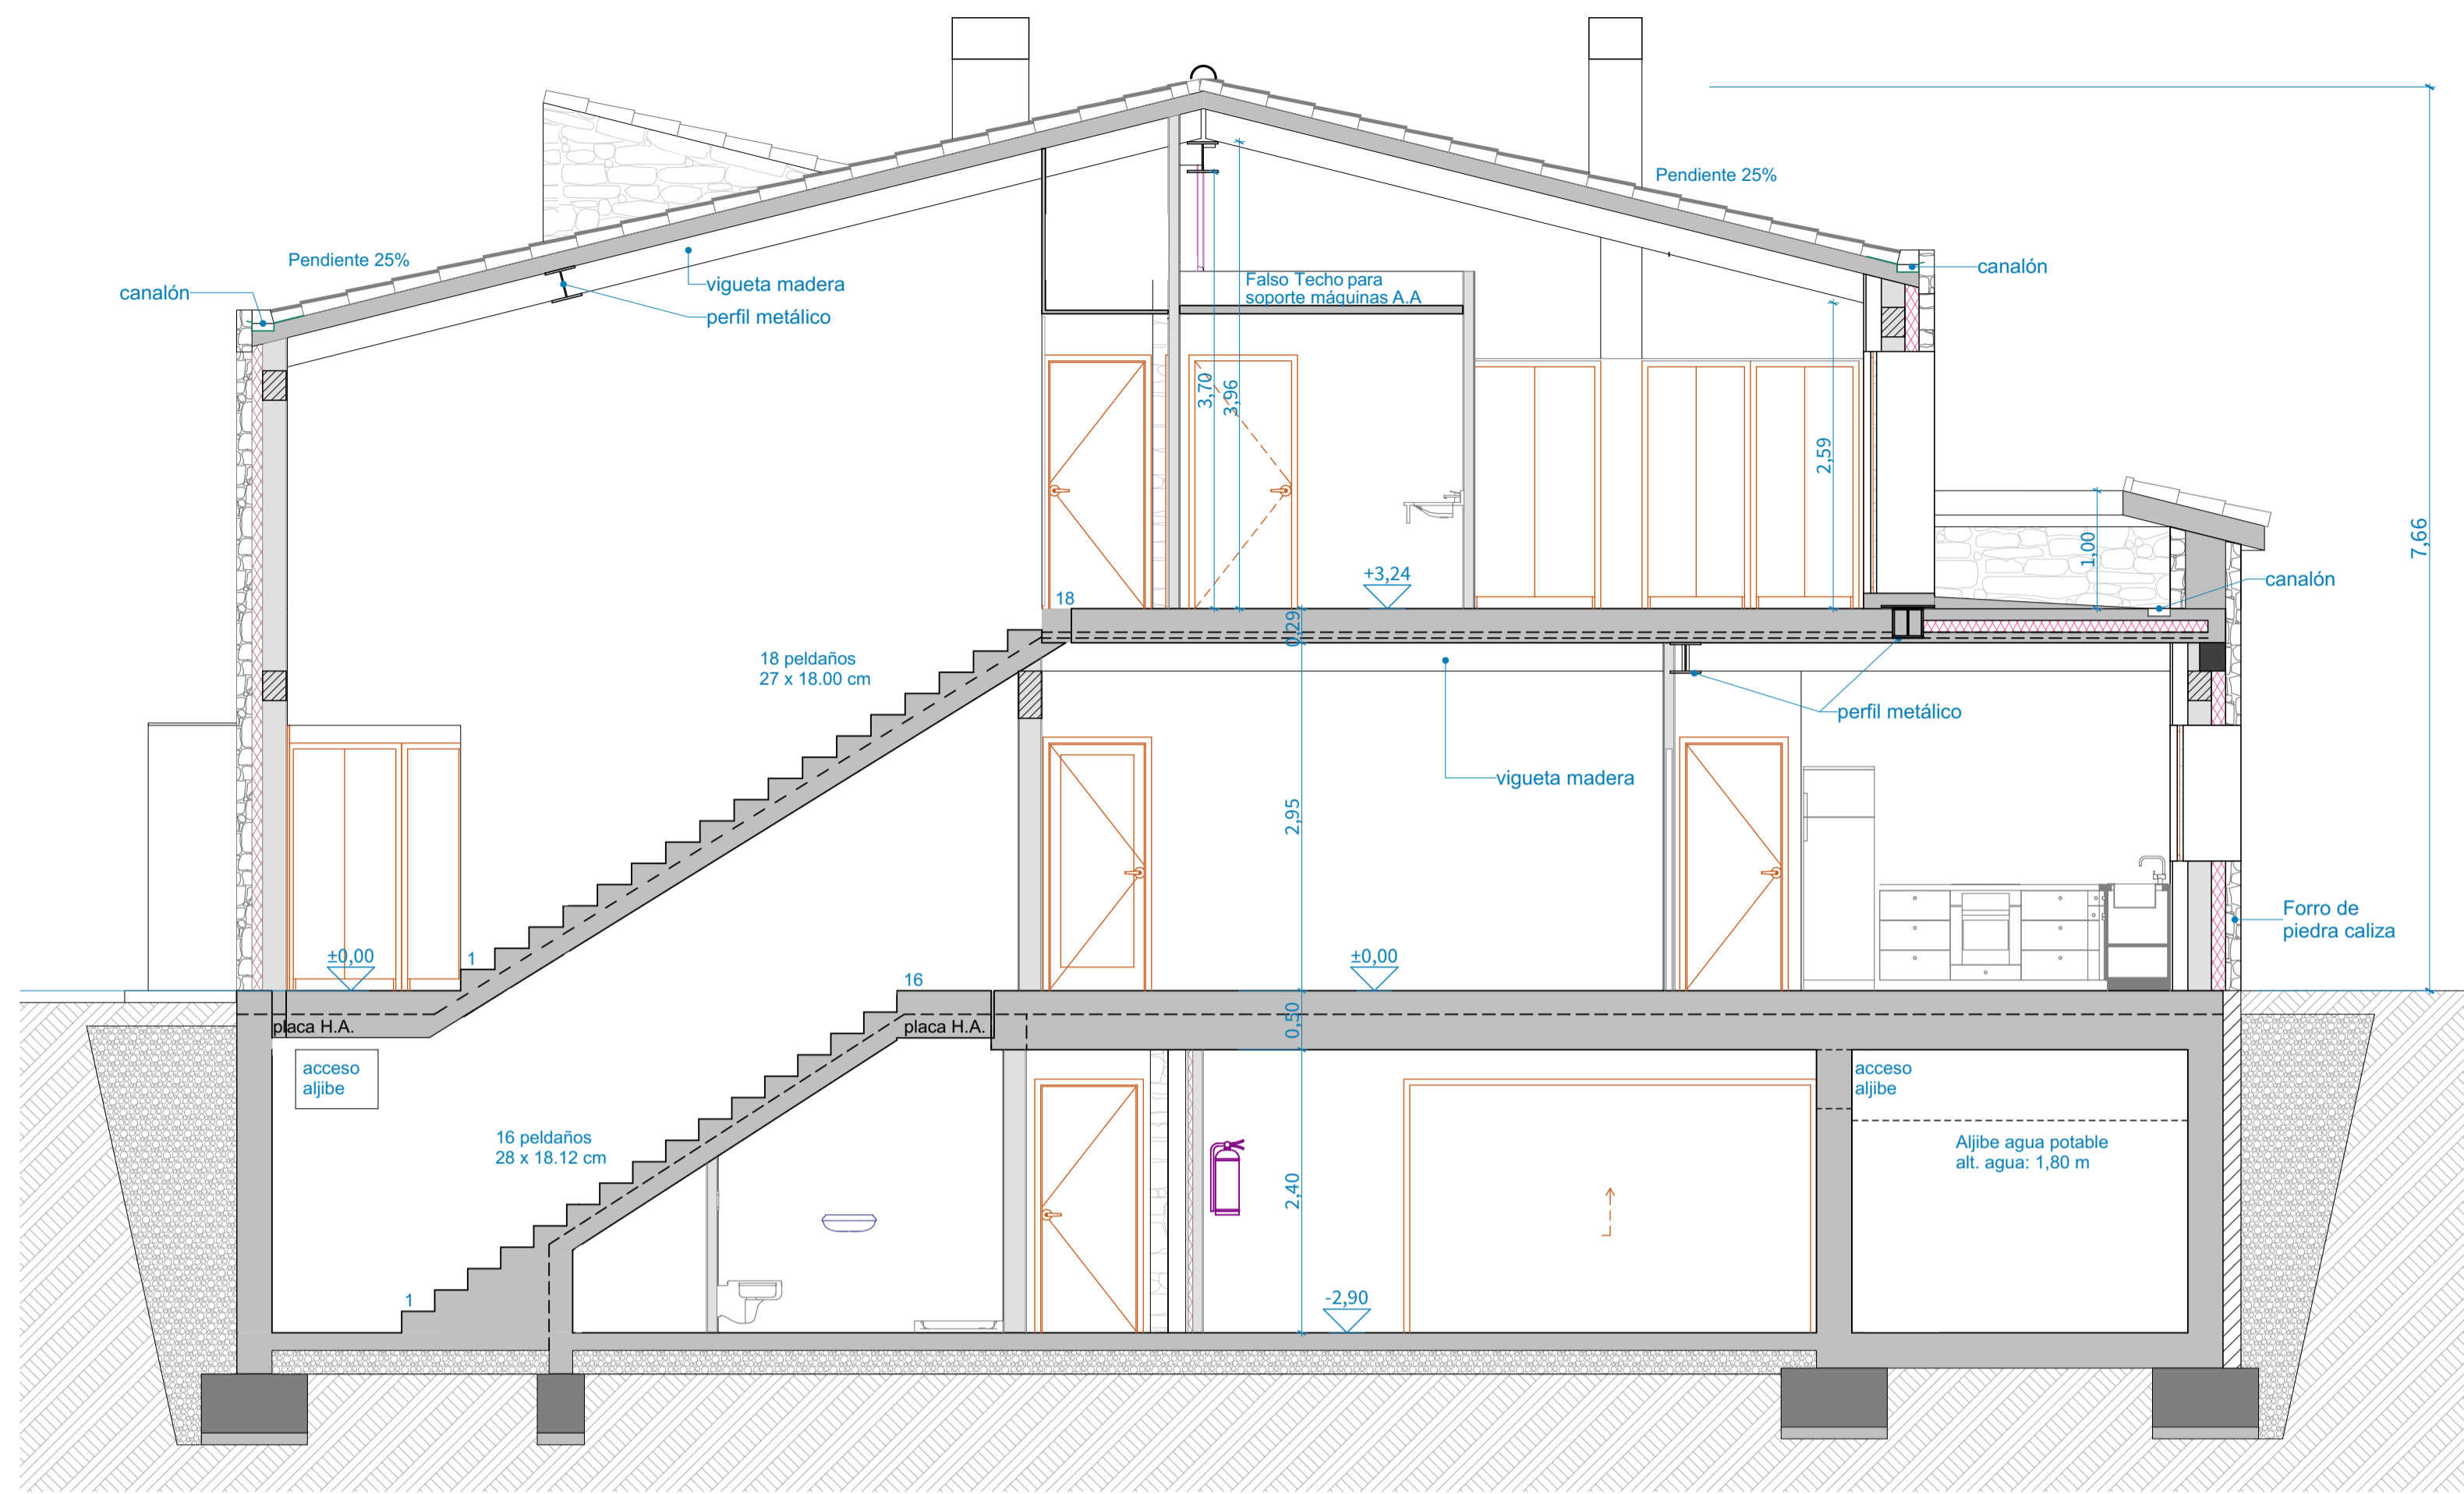 Pendiente 25%
Pendiente 25%
canalón
vigueta madera
perfil metálico
canalón
Falso Techo para
soporte máquinas A.A
3,70
3,96
2,59
7,66
1,00
+3,24
canalón
18
0,29
18 peldaños
27 x 18.00 cm
perfil metálico
vigueta madera
2,95
Forro de
piedra caliza
±0,00
1
16
±0,00
placa H.A.
placa H.A.
0,50
acceso
aljibe
acceso
aljibe
16 peldaños
28 x 18.12 cm
Aljibe agua potable
alt. agua: 1,80 m
2,40
1
-2,90